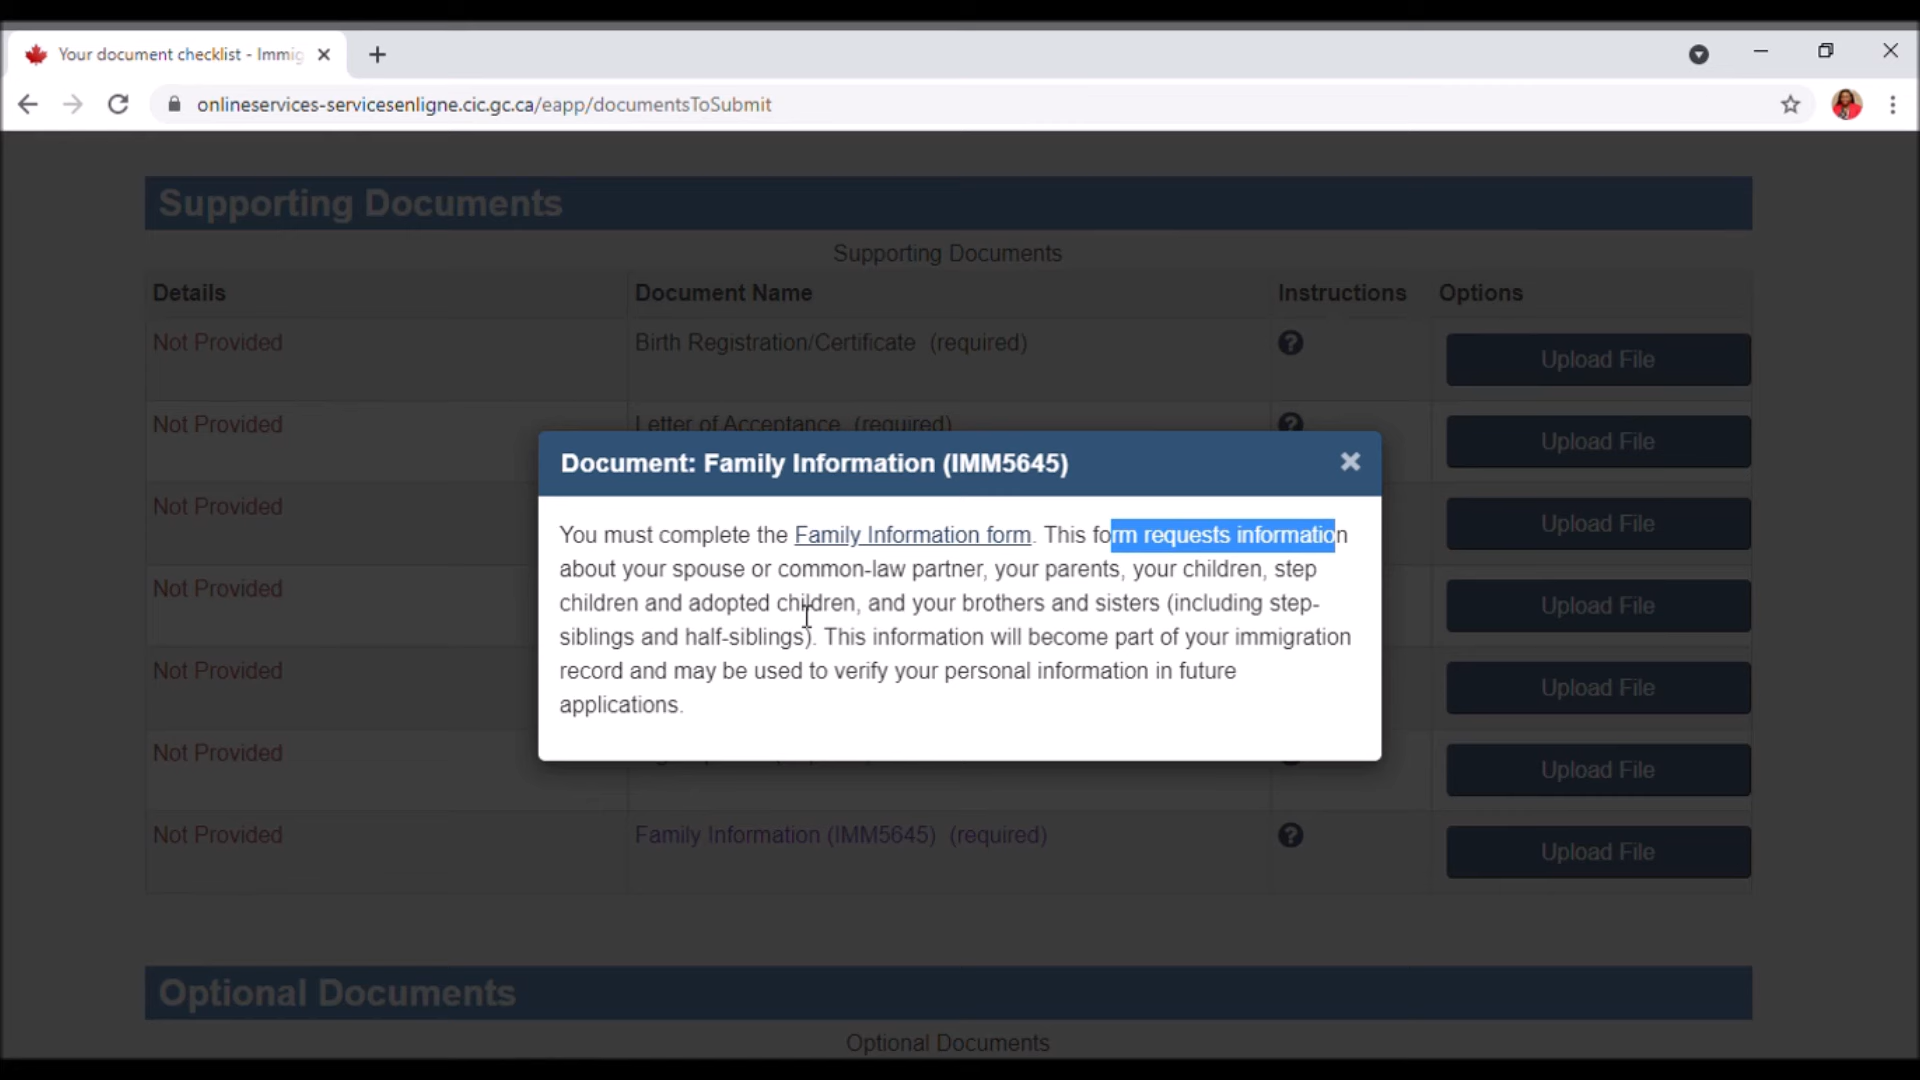 Your document checklist - Immig
onlineservices-servicesenligne.cic.gc.ca/eapp/documentsToSubmit
Supporting Documents
Supporting Documents
Details Document Name Instructions Options
Not Provided Birth Registration/Certificate (required) ? Upload File
Not Provided Letter of Acceptance (required) ? Upload File
Document: Family Information (IMM5645) ×
Not Provided Upload File
You must complete the Family Information form. This form requests information
about your spouse or common-law partner, your parents, your children, step
children and adopted children, and your brothers and sisters (including step-
siblings and half-siblings). This information will become part of your immigration
record and may be used to verify your personal information in future
applications.
Not Provided Upload File
Not Provided Upload File
Not Provided Upload File
Not Provided Family Information (IMM5645) (required) ? Upload File
Optional Documents
Optional Documents